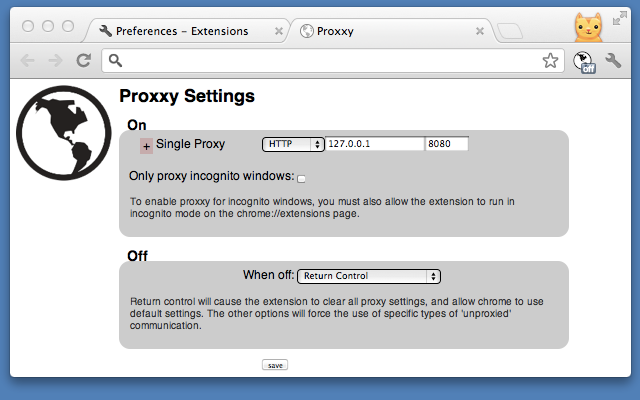 Preferences – Extensions
Proxxy
off
Proxxy Settings
On
+ Single Proxy HTTP 127.0.0.1 8080
Only proxy incognito windows:
To enable proxxy for incognito windows, you must also allow the extension to run in
incognito mode on the chrome://extensions page.
Off
When off: Return Control
Return control will cause the extension to clear all proxy settings, and allow chrome to use
default settings. The other options will force the use of specific types of 'unproxied'
communication.
save